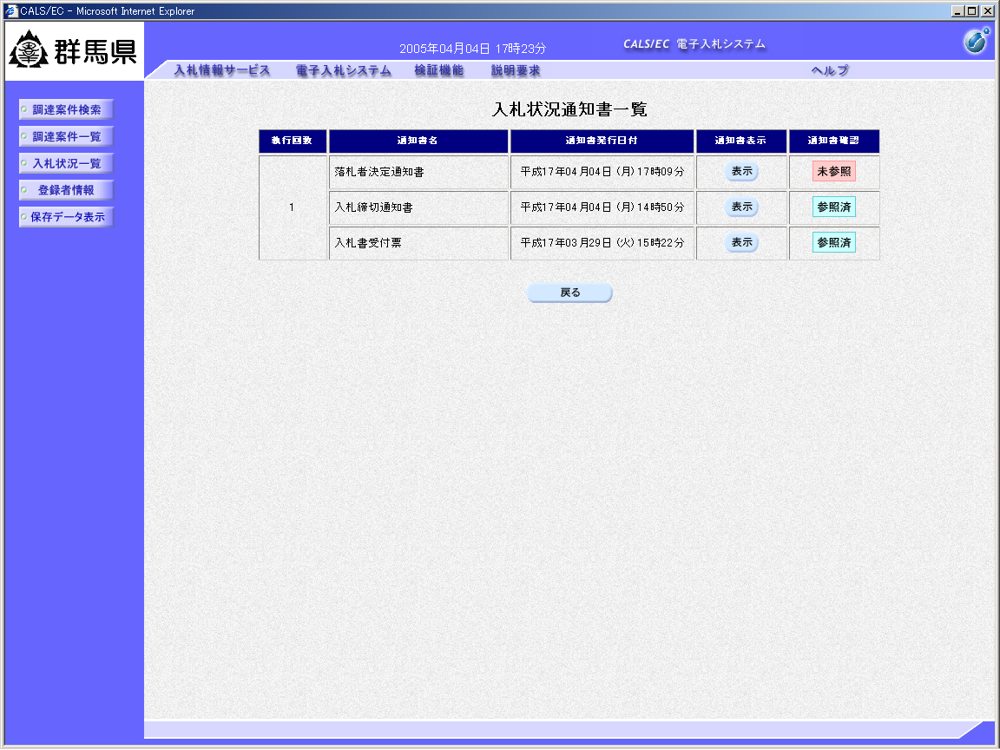 CALS/EC - Microsoft Internet Explorer
群馬県
2005年04月04日 17時23分
CALS/EC 電子入札システム
入札情報サービス 電子入札システム 検証機能 説明要求 ヘルプ
調達案件検索
調達案件一覧
入札状況一覧
登録者情報
保存データ表示
入札状況通知書一覧
執行回数 通知書名 通知書発行日付 通知書表示 通知書確認
1
落札者決定通知書 平成17年04月04日 (月) 17時09分 表示 未参照
入札締切通知書 平成17年04月04日 (月) 14時50分 表示 参照済
入札書受付票 平成17年03月29日 (火) 15時22分 表示 参照済
戻る